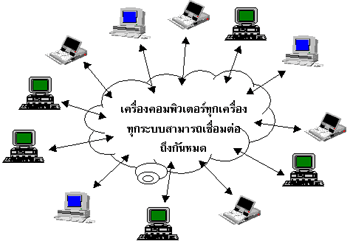 เครื่องคอมพิวเตอร์ทุกเครื่อง
ทุกระบบสามารถเชื่อมต่อ
ถึงกันหมด